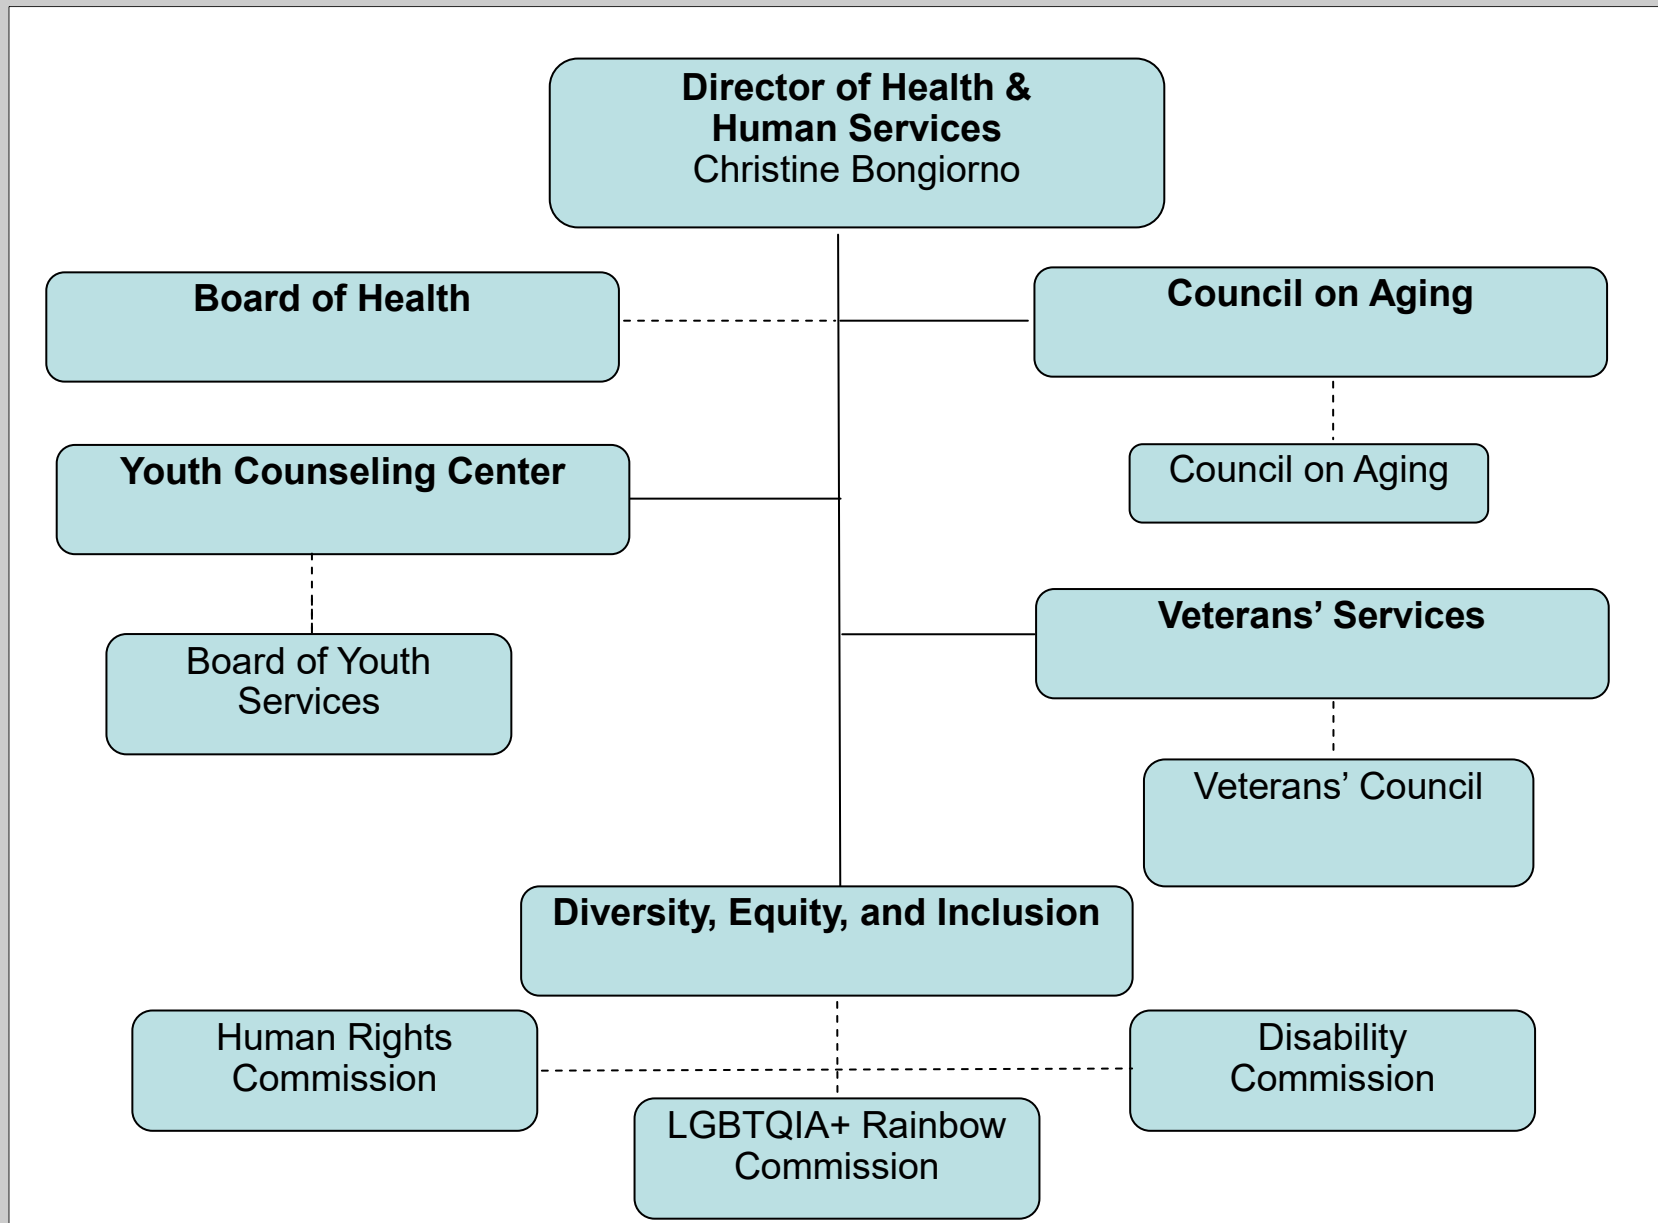 Director of Health &
Human Services
Christine Bongiorno
Board of Health
Council on Aging
Youth Counseling Center
Council on Aging
Veterans’ Services
Board of Youth
Services
Veterans’ Council
Diversity, Equity, and Inclusion
Human Rights
Commission
Disability
Commission
LGBTQIA+ Rainbow
Commission